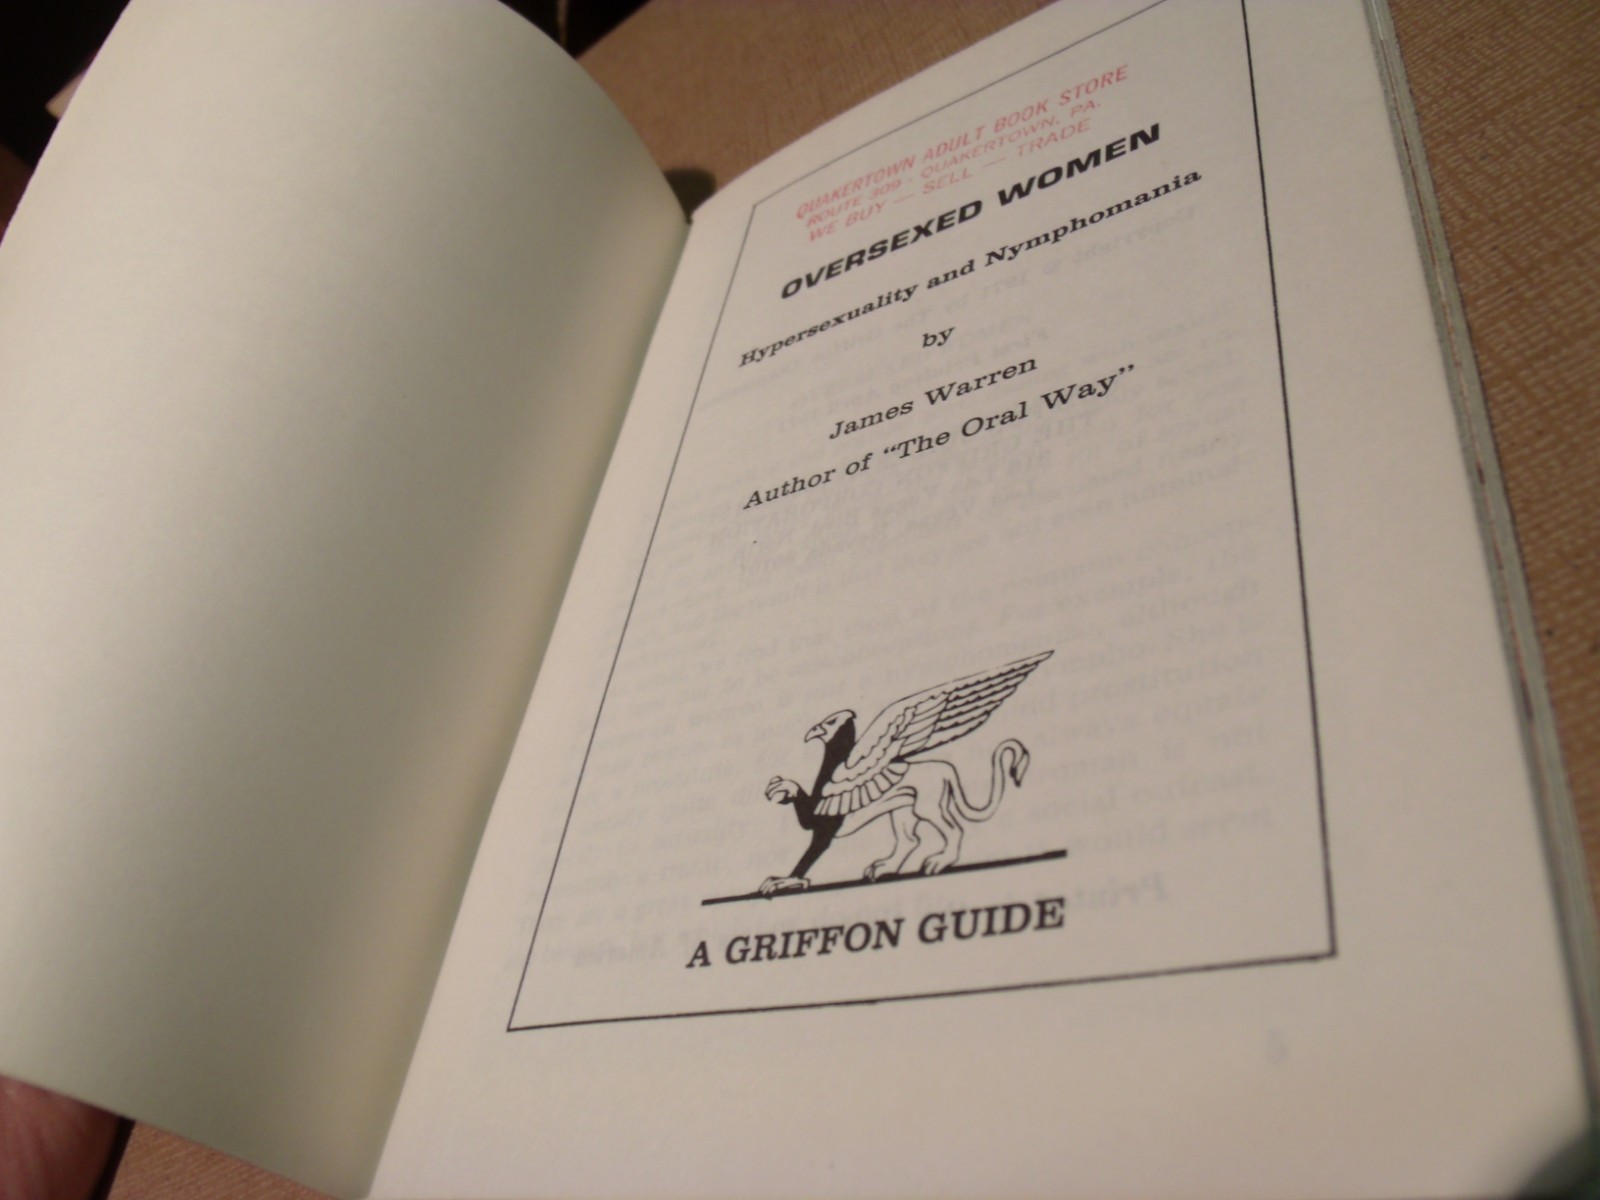 QUAKERTOWN ADULT BOOK STORE
ROUTE 309 · QUAKERTOWN, PA.
WE BUY — SELL — TRADE
OVERSEXED WOMEN
Hypersexuality and Nymphomania
by
James Warren
Author of “The Oral Way”
A GRIFFON GUIDE